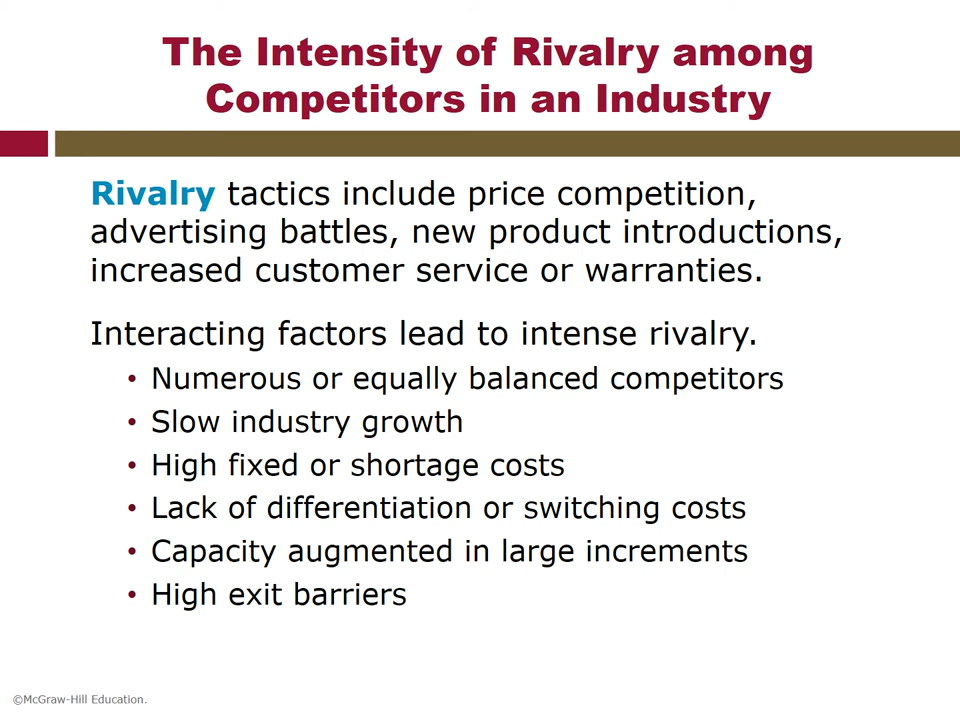 The Intensity of Rivalry among
Competitors in an Industry
Rivalry tactics include price competition,
advertising battles, new product introductions,
increased customer service or warranties.
Interacting factors lead to intense rivalry.
• Numerous or equally balanced competitors
• Slow industry growth
• High fixed or shortage costs
• Lack of differentiation or switching costs
• Capacity augmented in large increments
• High exit barriers
©McGraw-Hill Education.